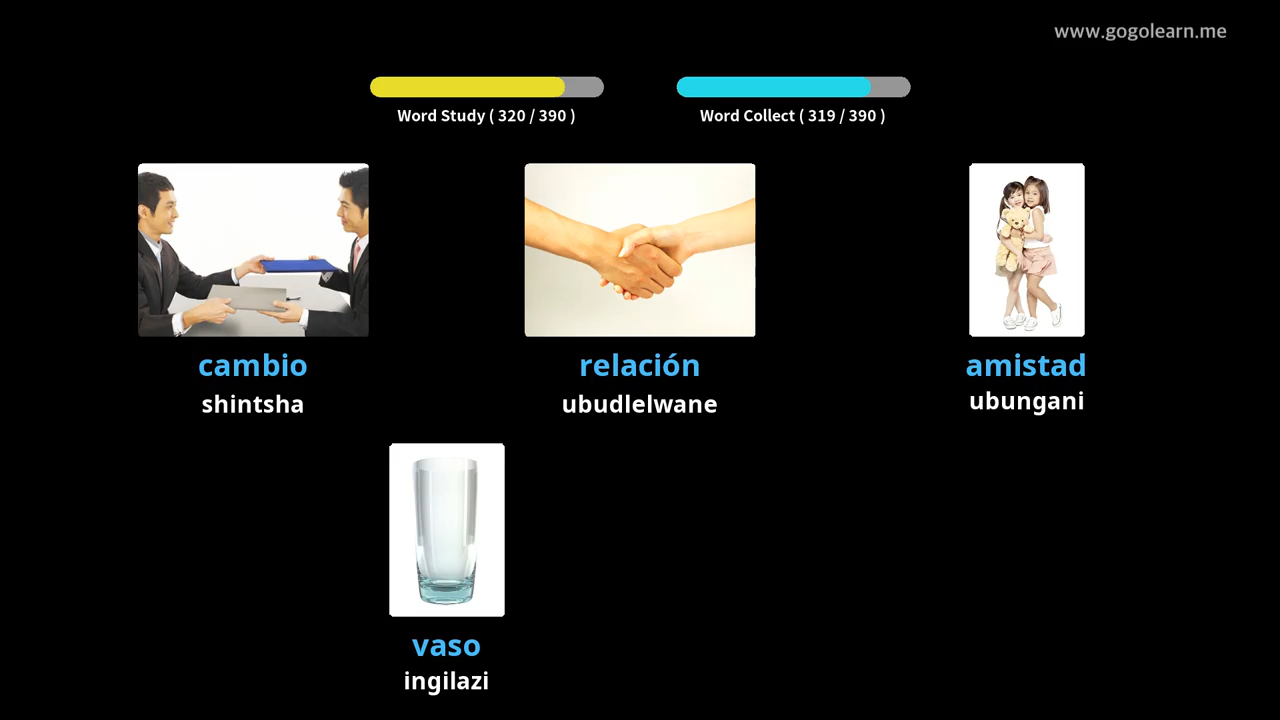 www.gogolearn.me
Word Study ( 320 / 390 )
Word Collect ( 319 / 390 )
cambio
shintsha
relación
ubudlelwane
amistad
ubungani
vaso
ingilazi